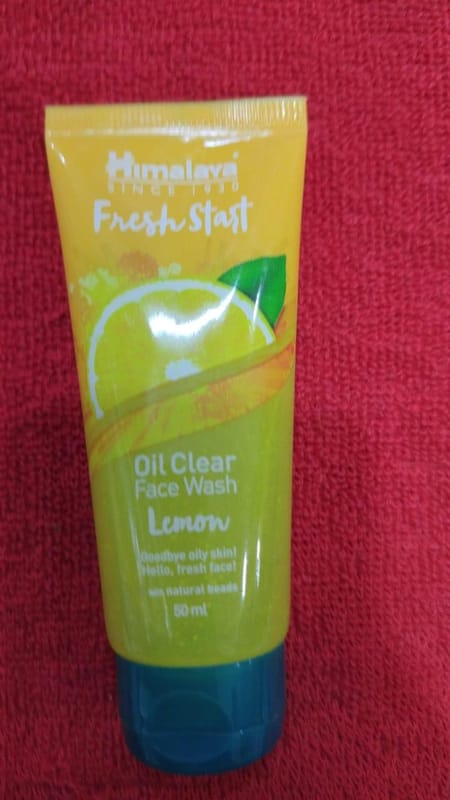 Himalaya
SINCE 1930
Fresh Start
Oil Clear
Face Wash
Lemon
Goodbye oily skin!
Hello, fresh face!
with natural beads
50 ml